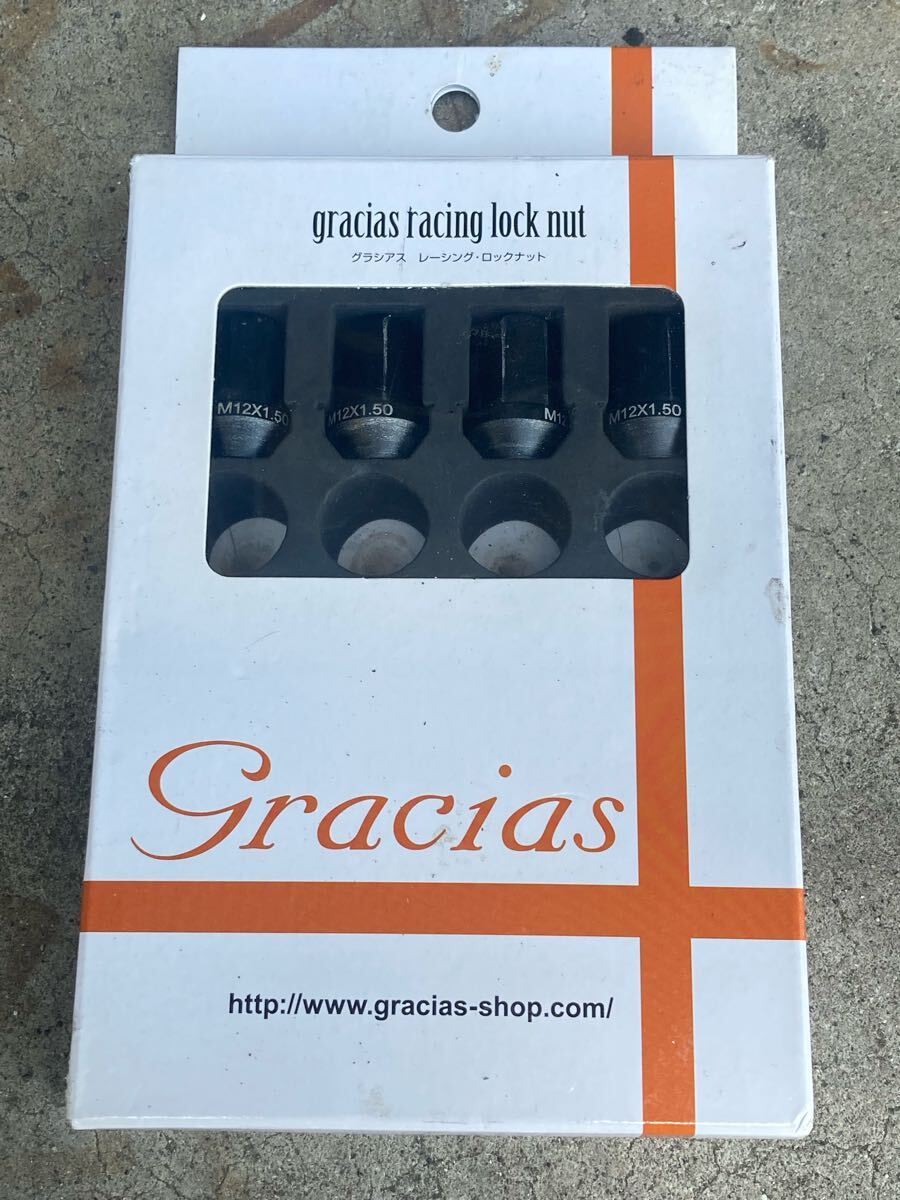 gracias racing lock nut
グラシアス レーシング・ロックナット
M12X1.50 M12X1.50 M12 M12X1.50
Gracias
http://www.gracias-shop.com/